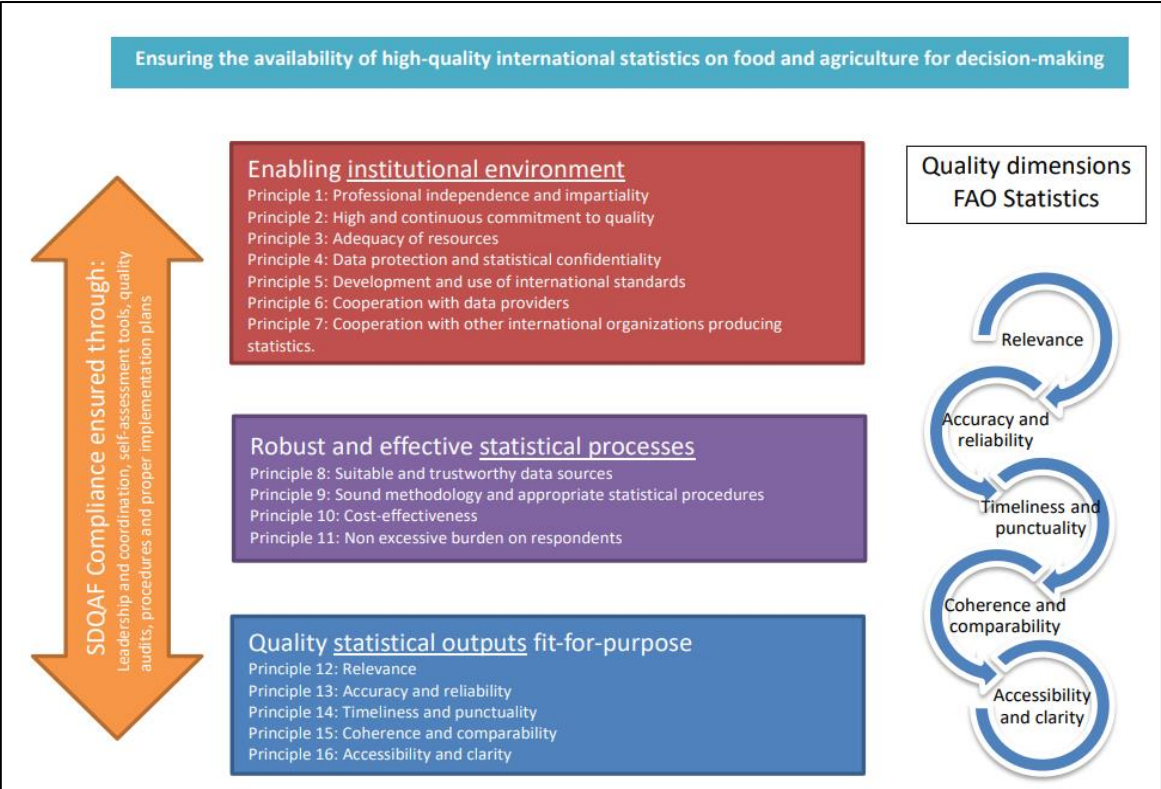 Ensuring the availability of high-quality international statistics on food and agriculture for decision-making
SDQAF Compliance ensured through:
Leadership and coordination, self-assessment tools, quality
audits, procedures and proper implementation plans
Enabling institutional environment
Principle 1: Professional independence and impartiality
Principle 2: High and continuous commitment to quality
Principle 3: Adequacy of resources
Principle 4: Data protection and statistical confidentiality
Principle 5: Development and use of international standards
Principle 6: Cooperation with data providers
Principle 7: Cooperation with other international organizations producing
statistics.
Robust and effective statistical processes
Principle 8: Suitable and trustworthy data sources
Principle 9: Sound methodology and appropriate statistical procedures
Principle 10: Cost-effectiveness
Principle 11: Non excessive burden on respondents
Quality statistical outputs fit-for-purpose
Principle 12: Relevance
Principle 13: Accuracy and reliability
Principle 14: Timeliness and punctuality
Principle 15: Coherence and comparability
Principle 16: Accessibility and clarity
Quality dimensions
FAO Statistics
Relevance
Accuracy and
reliability
Timeliness and
punctuality
Coherence and
comparability
Accessibility
and clarity